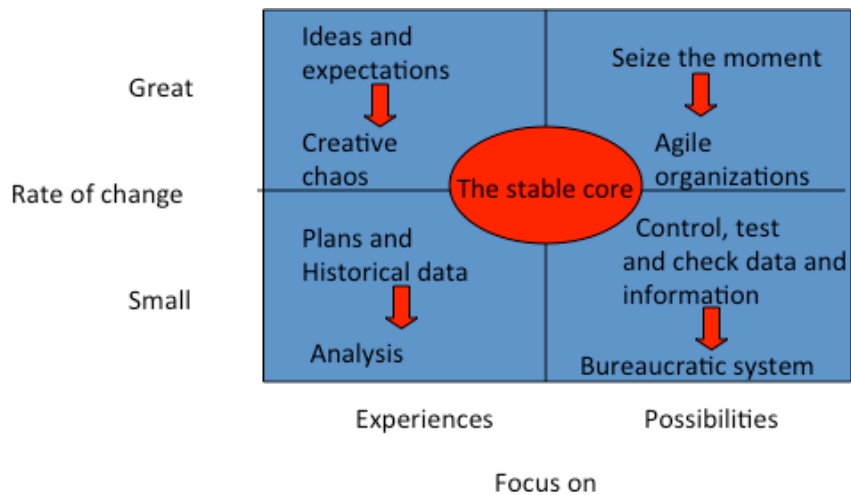 Ideas and
expectations
Seize the moment
Great
Creative
chaos
Agile
organizations
Rate of change
The stable core
Plans and
Historical data
Control, test
and check data and
information
Small
Analysis
Bureaucratic system
Experiences
Possibilities
Focus on